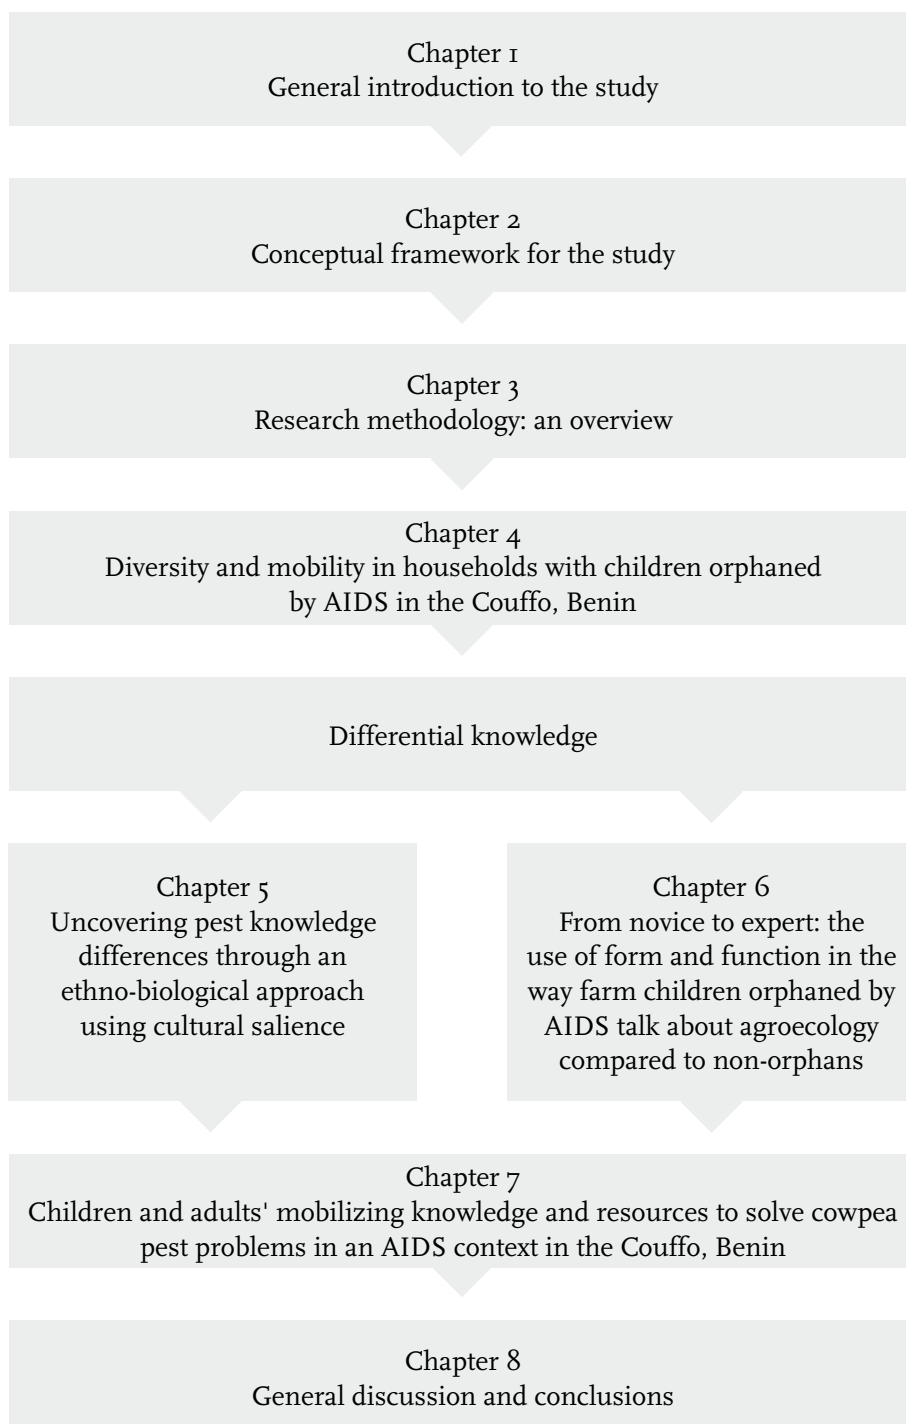 Chapter 1
General introduction to the study
Chapter 2
Conceptual framework for the study
Chapter 3
Research methodology: an overview
Chapter 4
Diversity and mobility in households with children orphaned
by AIDS in the Couffo, Benin
Differential knowledge
Chapter 5
Uncovering pest knowledge
differences through an
ethno-biological approach
using cultural salience
Chapter 6
From novice to expert: the
use of form and function in the
way farm children orphaned by
AIDS talk about agroecology
compared to non-orphans
Chapter 7
Children and adults' mobilizing knowledge and resources to solve cowpea
pest problems in an AIDS context in the Couffo, Benin
Chapter 8
General discussion and conclusions